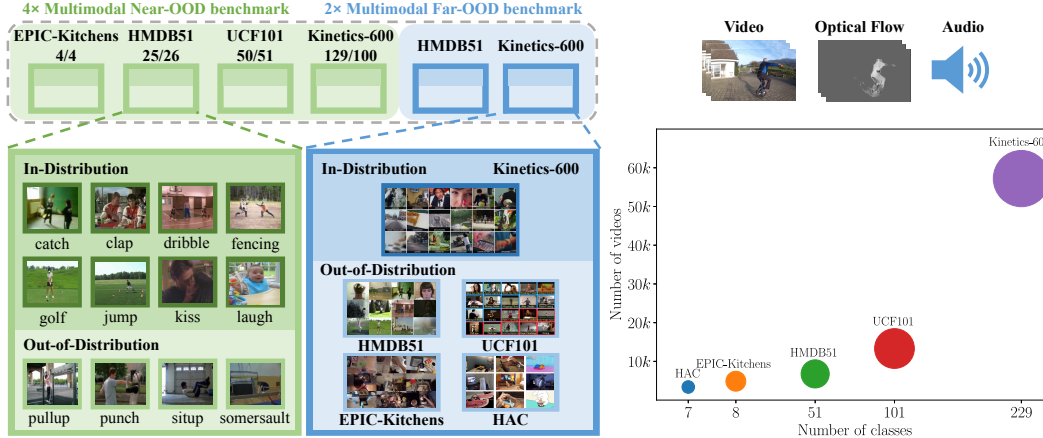 4× Multimodal Near-OOD benchmark
2× Multimodal Far-OOD benchmark
EPIC-Kitchens
4/4
HMDB51
25/26
UCF101
50/51
Kinetics-600
129/100
HMDB51
Kinetics-600
In-Distribution
catch
clap
dribble
fencing
golf
jump
kiss
laugh
Out-of-Distribution
pullup
punch
situp
somersault
In-Distribution
Kinetics-600
Out-of-Distribution
HMDB51
UCF101
EPIC-Kitchens
HAC
Video
Optical Flow
Audio
Number of videos
60k
50k
40k
30k
20k
10k
Kinetics-600
UCF101
HMDB51
EPIC-Kitchens
HAC
7
8
51
101
229
Number of classes